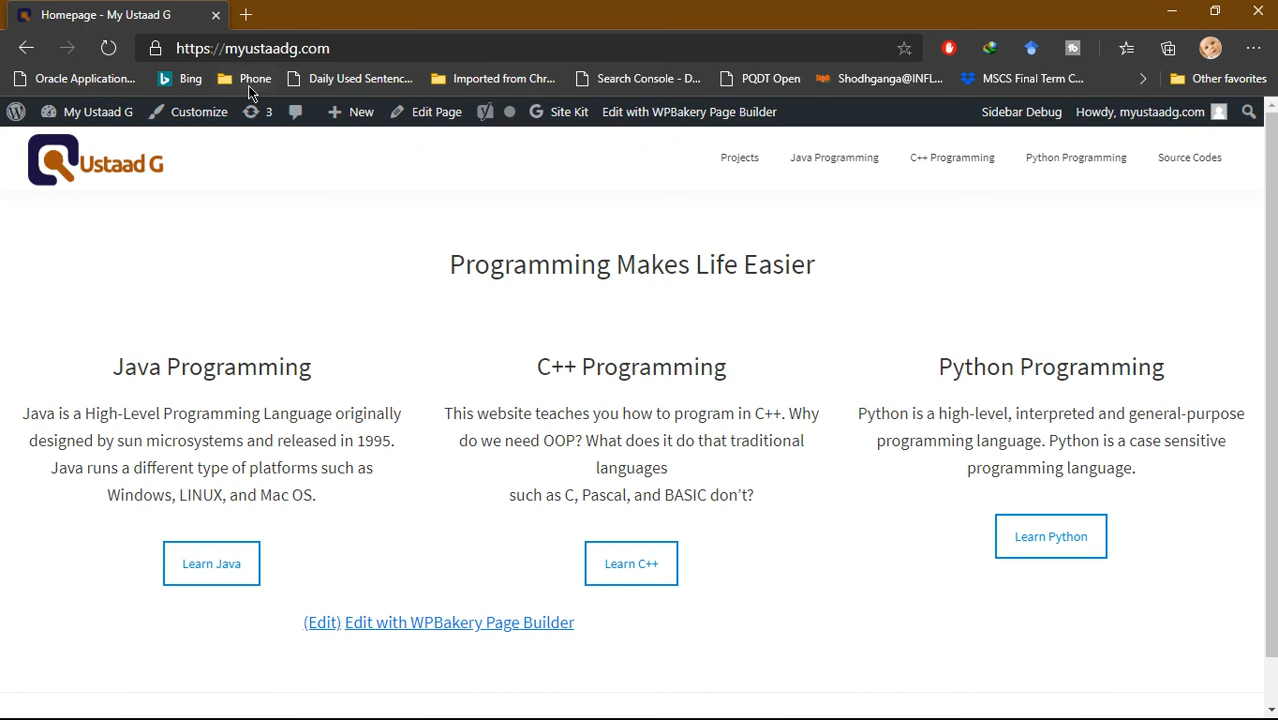 Homepage - My Ustaad G
https://myustaadg.com
Oracle Application... Bing Phone Daily Used Sentenc... Imported from Chr... Search Console - D... PQDT Open Shodhganga@INFL... MSCS Final Term C... Other favorites
My Ustaad G Customize 3 New Edit Page Site Kit Edit with WPBakery Page Builder Sidebar Debug Howdy, myustaadg.com
Ustaad G Projects Java Programming C++ Programming Python Programming Source Codes
Programming Makes Life Easier
Java Programming
Java is a High-Level Programming Language originally
designed by sun microsystems and released in 1995.
Java runs a different type of platforms such as
Windows, LINUX, and Mac OS.
Learn Java
C++ Programming
This website teaches you how to program in C++. Why
do we need OOP? What does it do that traditional
languages
such as C, Pascal, and BASIC don’t?
Learn C++
Python Programming
Python is a high-level, interpreted and general-purpose
programming language. Python is a case sensitive
programming language.
Learn Python
(Edit) Edit with WPBakery Page Builder